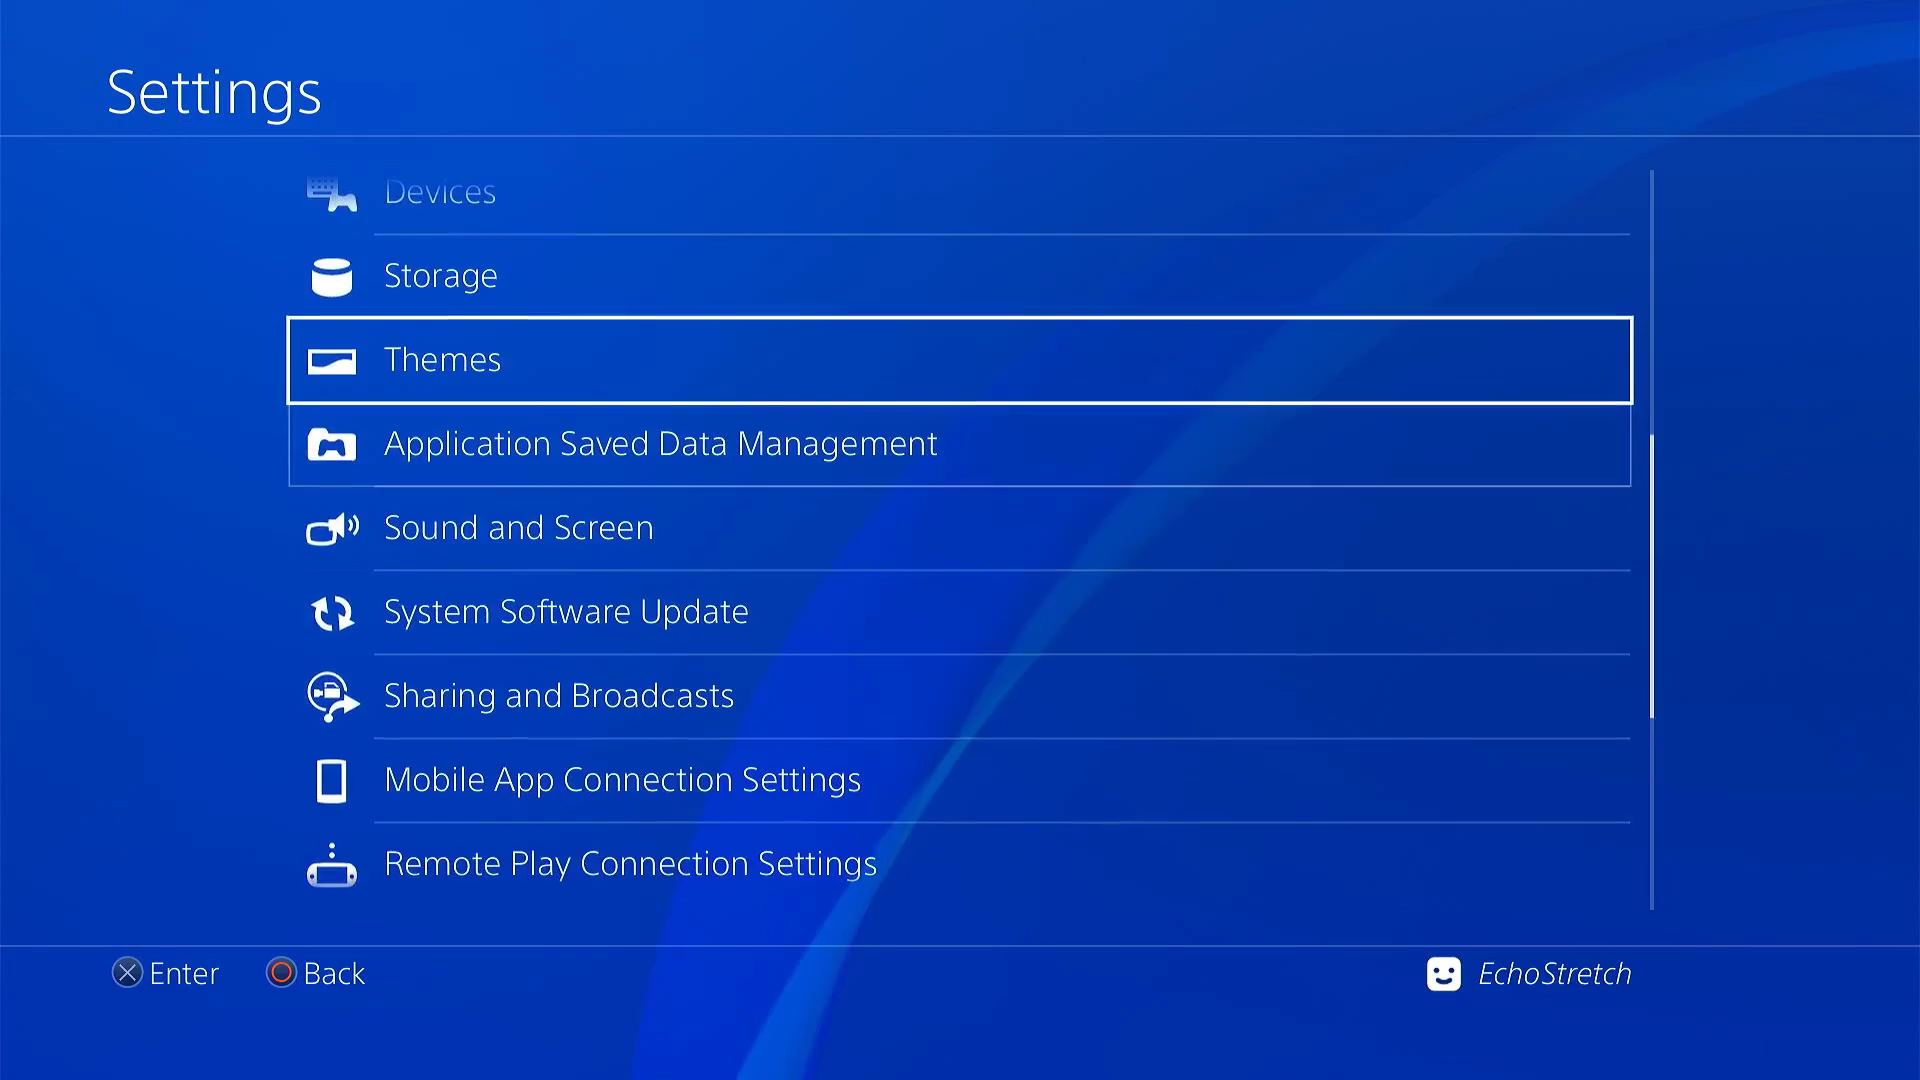 Settings
Devices
Storage
Themes
Application Saved Data Management
Sound and Screen
System Software Update
Sharing and Broadcasts
Mobile App Connection Settings
Remote Play Connection Settings
Enter Back EchoStretch